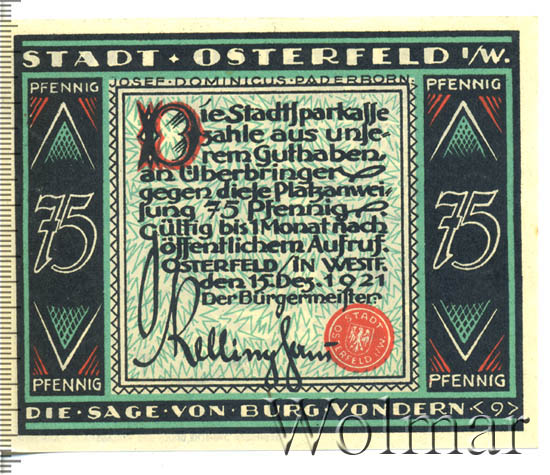 STADT · OSTERFELD i/W.
PFENNIG
PFENNIG
JOSEF · DOMINICUS · PADERBORN
Die Stadtsparkasse
zahle aus unse-
rem Guthaben
an Überbringer
gegen diese Platzanwei-
sung 75 Pfennig
Gültig bis 1 Monat nach
öffentlichem Aufruf.
OSTERFELD, IN WESTF.
den 15. Dez. 1921
Der Bürgermeister:
75
75
Kellinghaus
STADT
OSTERFELD i.W.
PFENNIG
PFENNIG
DIE · SAGE · VON · BURG VONDERN <9>
Wolmar